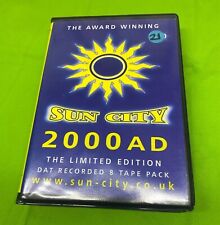 THE AWARD WINNING
SUN CITY
2000AD
THE LIMITED EDITION
DAT RECORDED 8 TAPE PACK
www.sun-city.co.uk